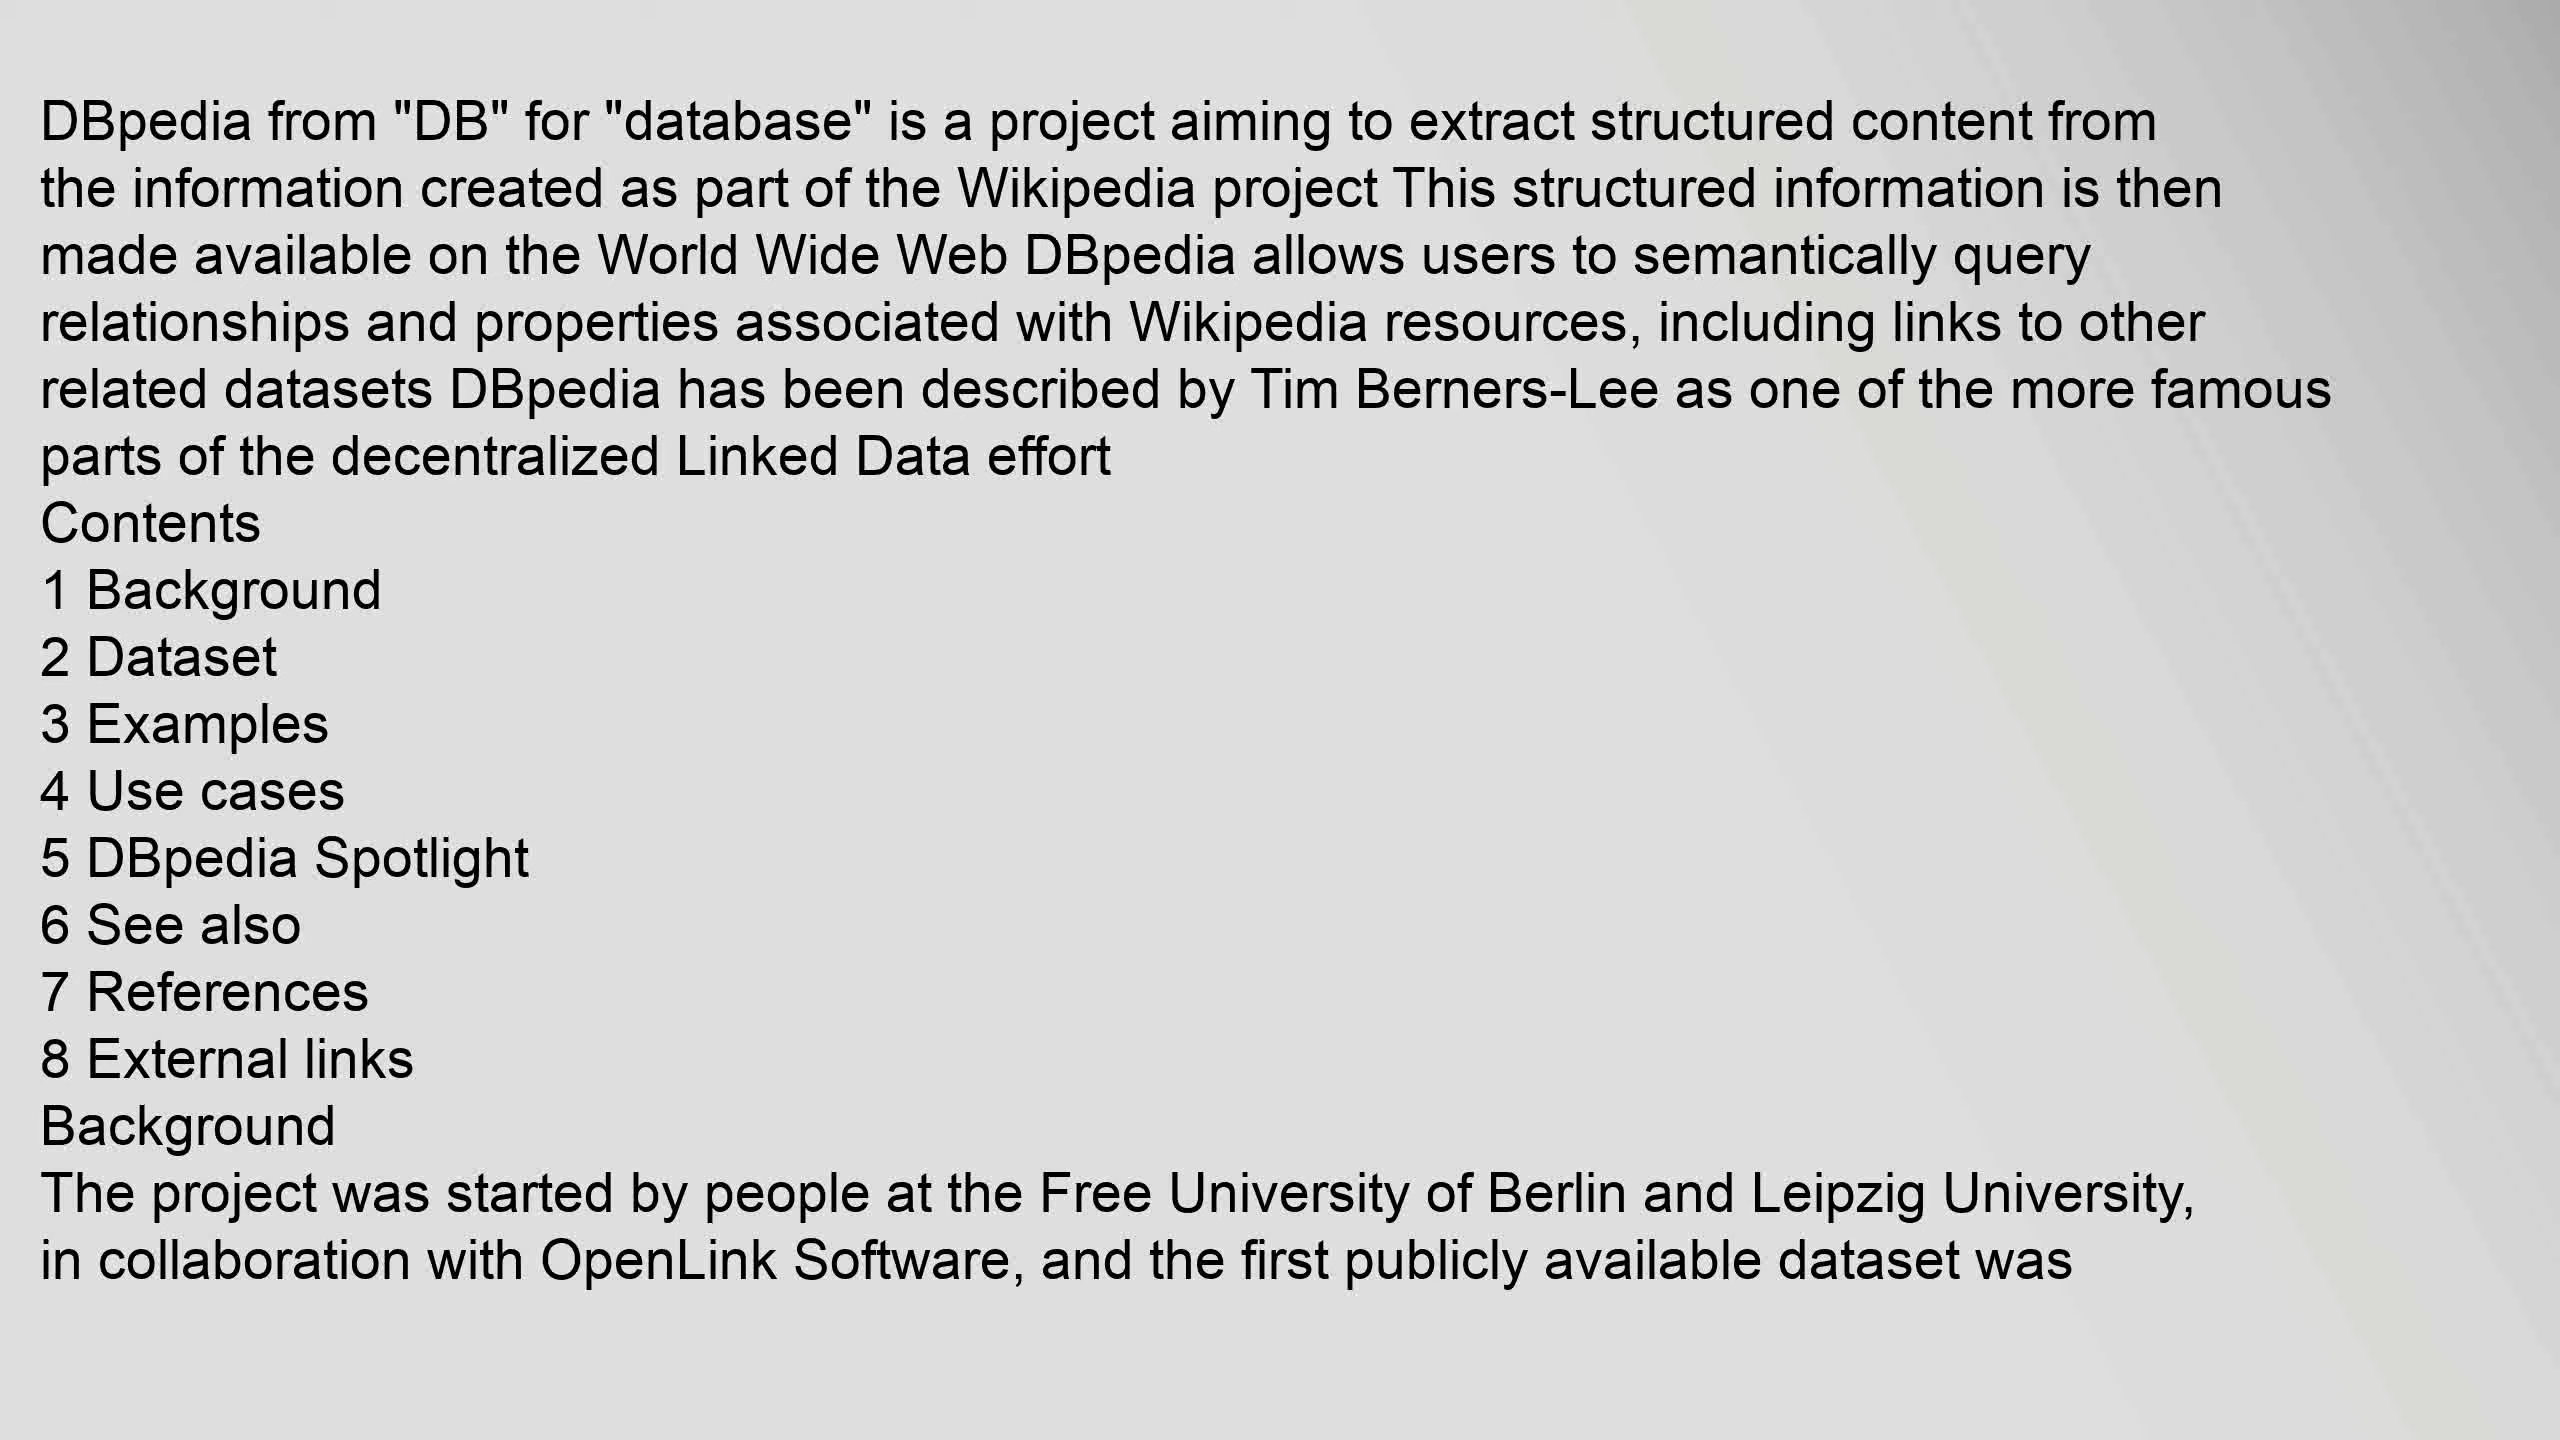 DBpedia from "DB" for "database" is a project aiming to extract structured content from
the information created as part of the Wikipedia project This structured information is then
made available on the World Wide Web DBpedia allows users to semantically query
relationships and properties associated with Wikipedia resources, including links to other
related datasets DBpedia has been described by Tim Berners-Lee as one of the more famous
parts of the decentralized Linked Data effort
Contents
1 Background
2 Dataset
3 Examples
4 Use cases
5 DBpedia Spotlight
6 See also
7 References
8 External links
Background
The project was started by people at the Free University of Berlin and Leipzig University,
in collaboration with OpenLink Software, and the first publicly available dataset was